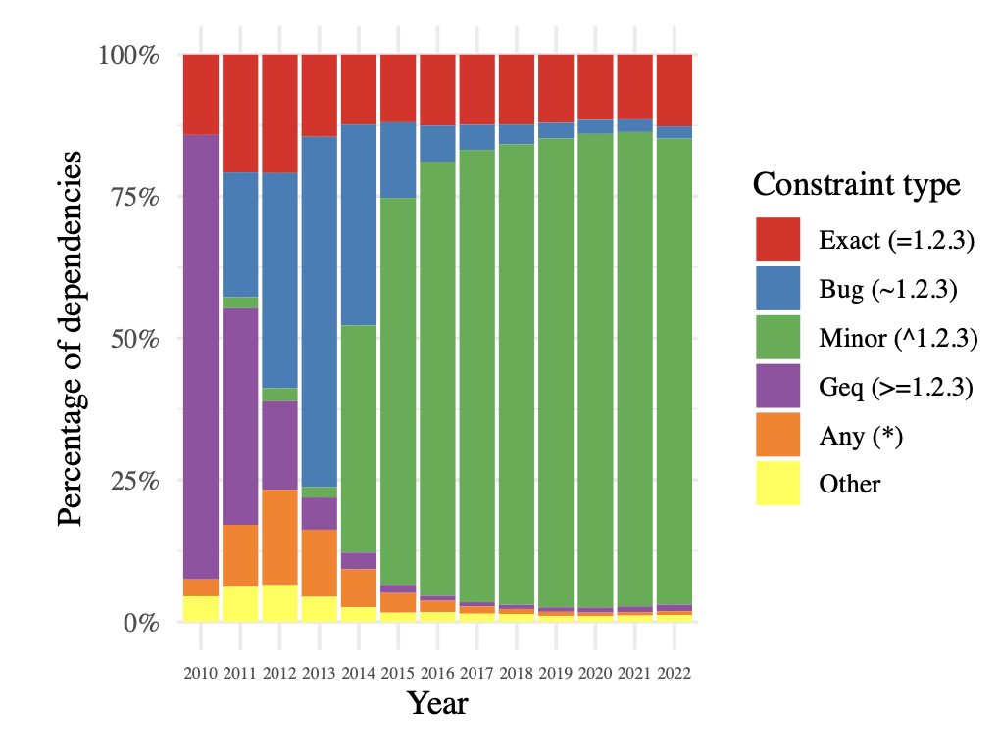 100%
75%
50%
25%
0%
Percentage of dependencies
2010 2011 2012 2013 2014 2015 2016 2017 2018 2019 2020 2021 2022
Year
Constraint type
Exact (=1.2.3)
Bug (~1.2.3)
Minor (^1.2.3)
Geq (>=1.2.3)
Any (*)
Other